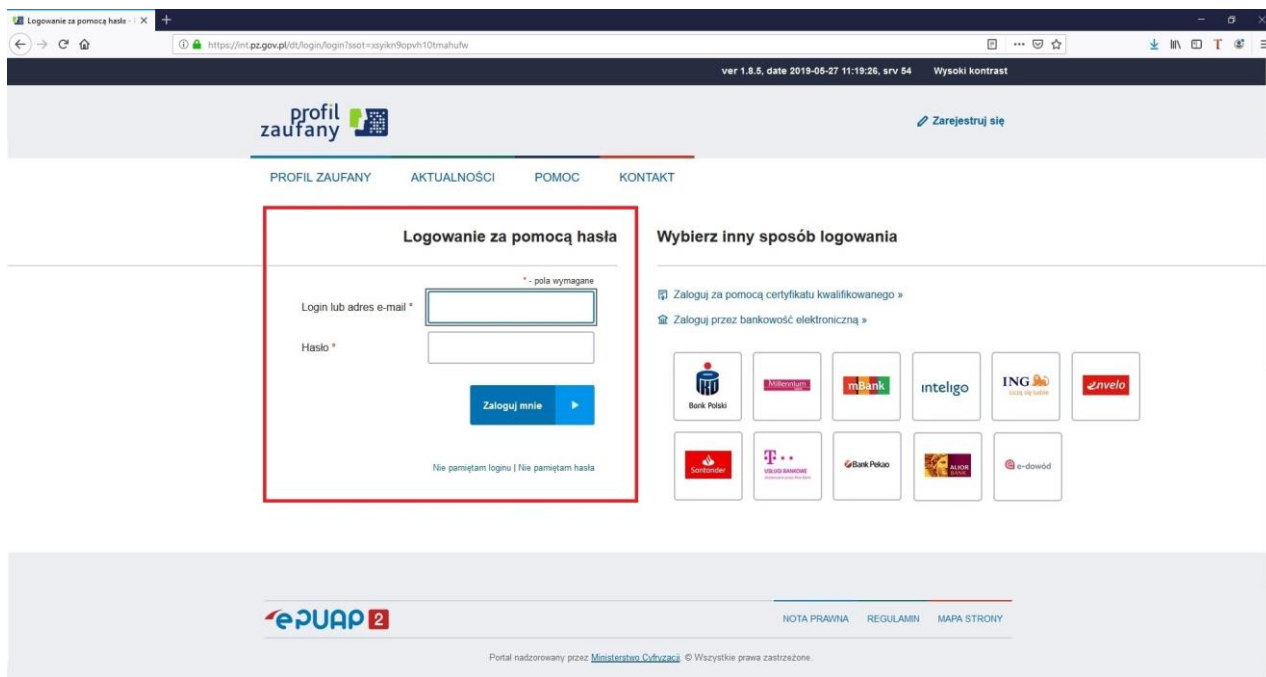 Logowanie za pomocą hasła -
https://int.pz.gov.pl/dt/login/login?ssot=xsyikn9opvh10tmahufw
ver 1.8.5, date 2019-05-27 11:19:26, srv 54 Wysoki kontrast
profil
zaufany
Zarejestruj się
PROFIL ZAUFANY AKTUALNOŚCI POMOC KONTAKT
Logowanie za pomocą hasła
* - pola wymagane
Login lub adres e-mail *
Hasło *
Zaloguj mnie
Nie pamiętam loginu | Nie pamiętam hasła
Wybierz inny sposób logowania
Zaloguj za pomocą certyfikatu kwalifikowanego »
Zaloguj przez bankowość elektroniczną »
Bank Polski
Millennium
mBank
inteligo
ING
envelo
Santander
T
USŁUGI BANKOWE
Bank Pekao
ALIOR
BANK
e-dowód
ePUAP 2
NOTA PRAWNA REGULAMIN MAPA STRONY
Portal nadzorowany przez Ministerstwo Cyfryzacji. © Wszystkie prawa zastrzeżone.